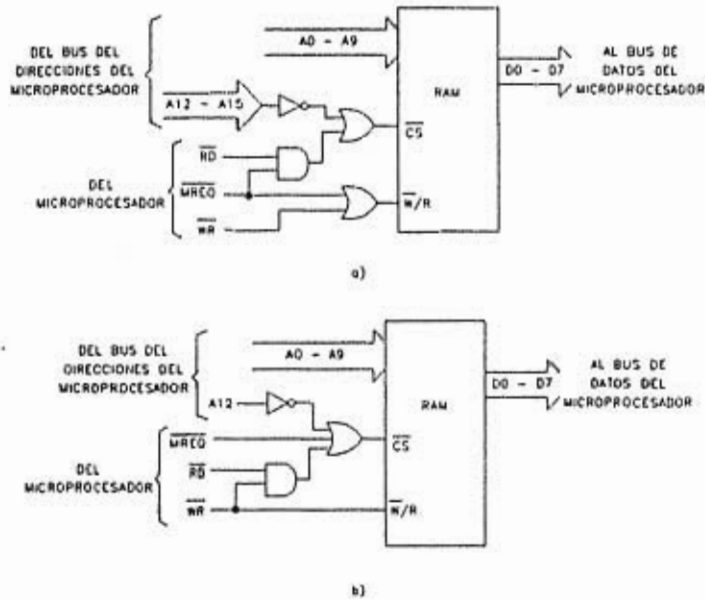 A0 - A9
DEL BUS DEL
DIRECCIONES DEL
MICROPROCESADOR
D0 - D7
AL BUS DE
DATOS DEL
MICROPROCESADOR
RAM
A12 - A15
CS
RD
DEL
MICROPROCESADOR
MREQ
W/R
WR
a)
DEL BUS DEL
DIRECCIONES DEL
MICROPROCESADOR
A0 - A9
D0 - D7
AL BUS DE
DATOS DEL
MICROPROCESADOR
A12
RAM
MREQ
CS
DEL
MICROPROCESADOR
RD
WR
W/R
b)